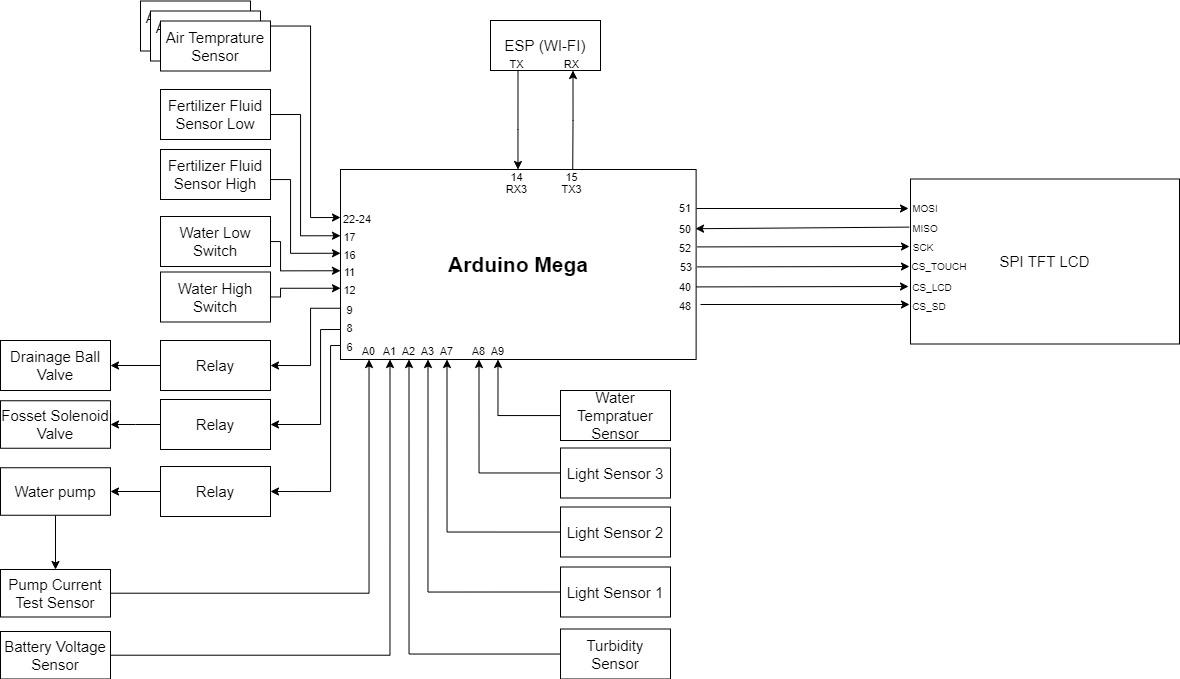 A
A
Air Temprature
Sensor
ESP (WI-FI)
TX RX
Fertilizer Fluid
Sensor Low
Fertilizer Fluid
Sensor High
Water Low
Switch
Water High
Switch
14 15
RX3 TX3
22-24
17
16
11
12
9
8
6
Arduino Mega
51
50
52
53
40
48
MOSI
MISO
SCK
CS_TOUCH
CS_LCD
CS_SD
SPI TFT LCD
A0 A1 A2 A3 A7 A8 A9
Drainage Ball
Valve
Relay
Fosset Solenoid
Valve
Relay
Water pump
Relay
Pump Current
Test Sensor
Battery Voltage
Sensor
Water
Tempratuer
Sensor
Light Sensor 3
Light Sensor 2
Light Sensor 1
Turbidity
Sensor